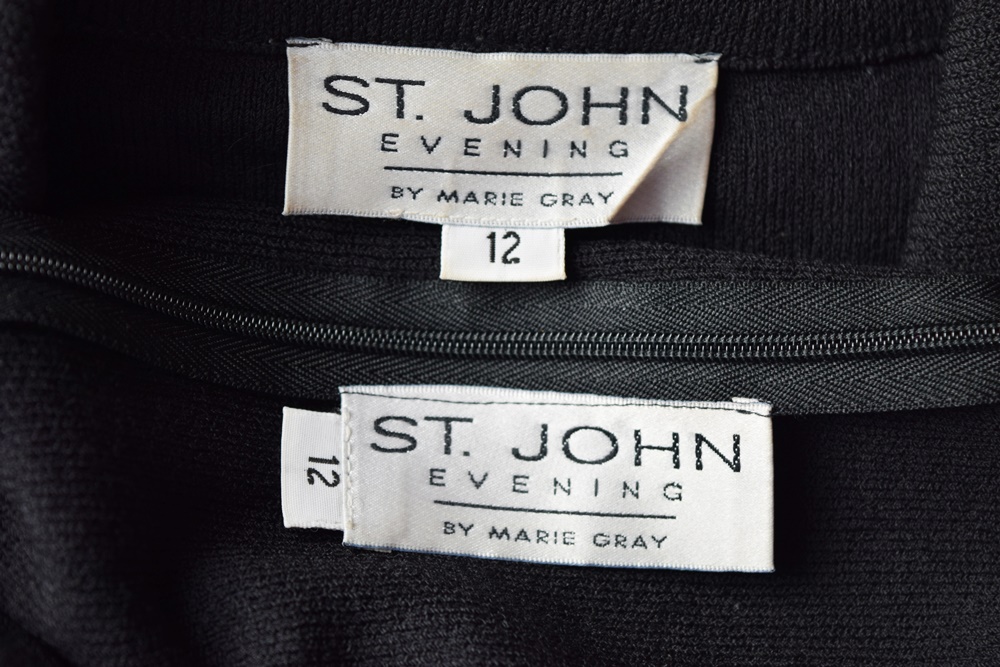 ST. JOHN
EVENING
BY MARIE GRAY
12
ST. JOHN
EVENING
BY MARIE GRAY
12